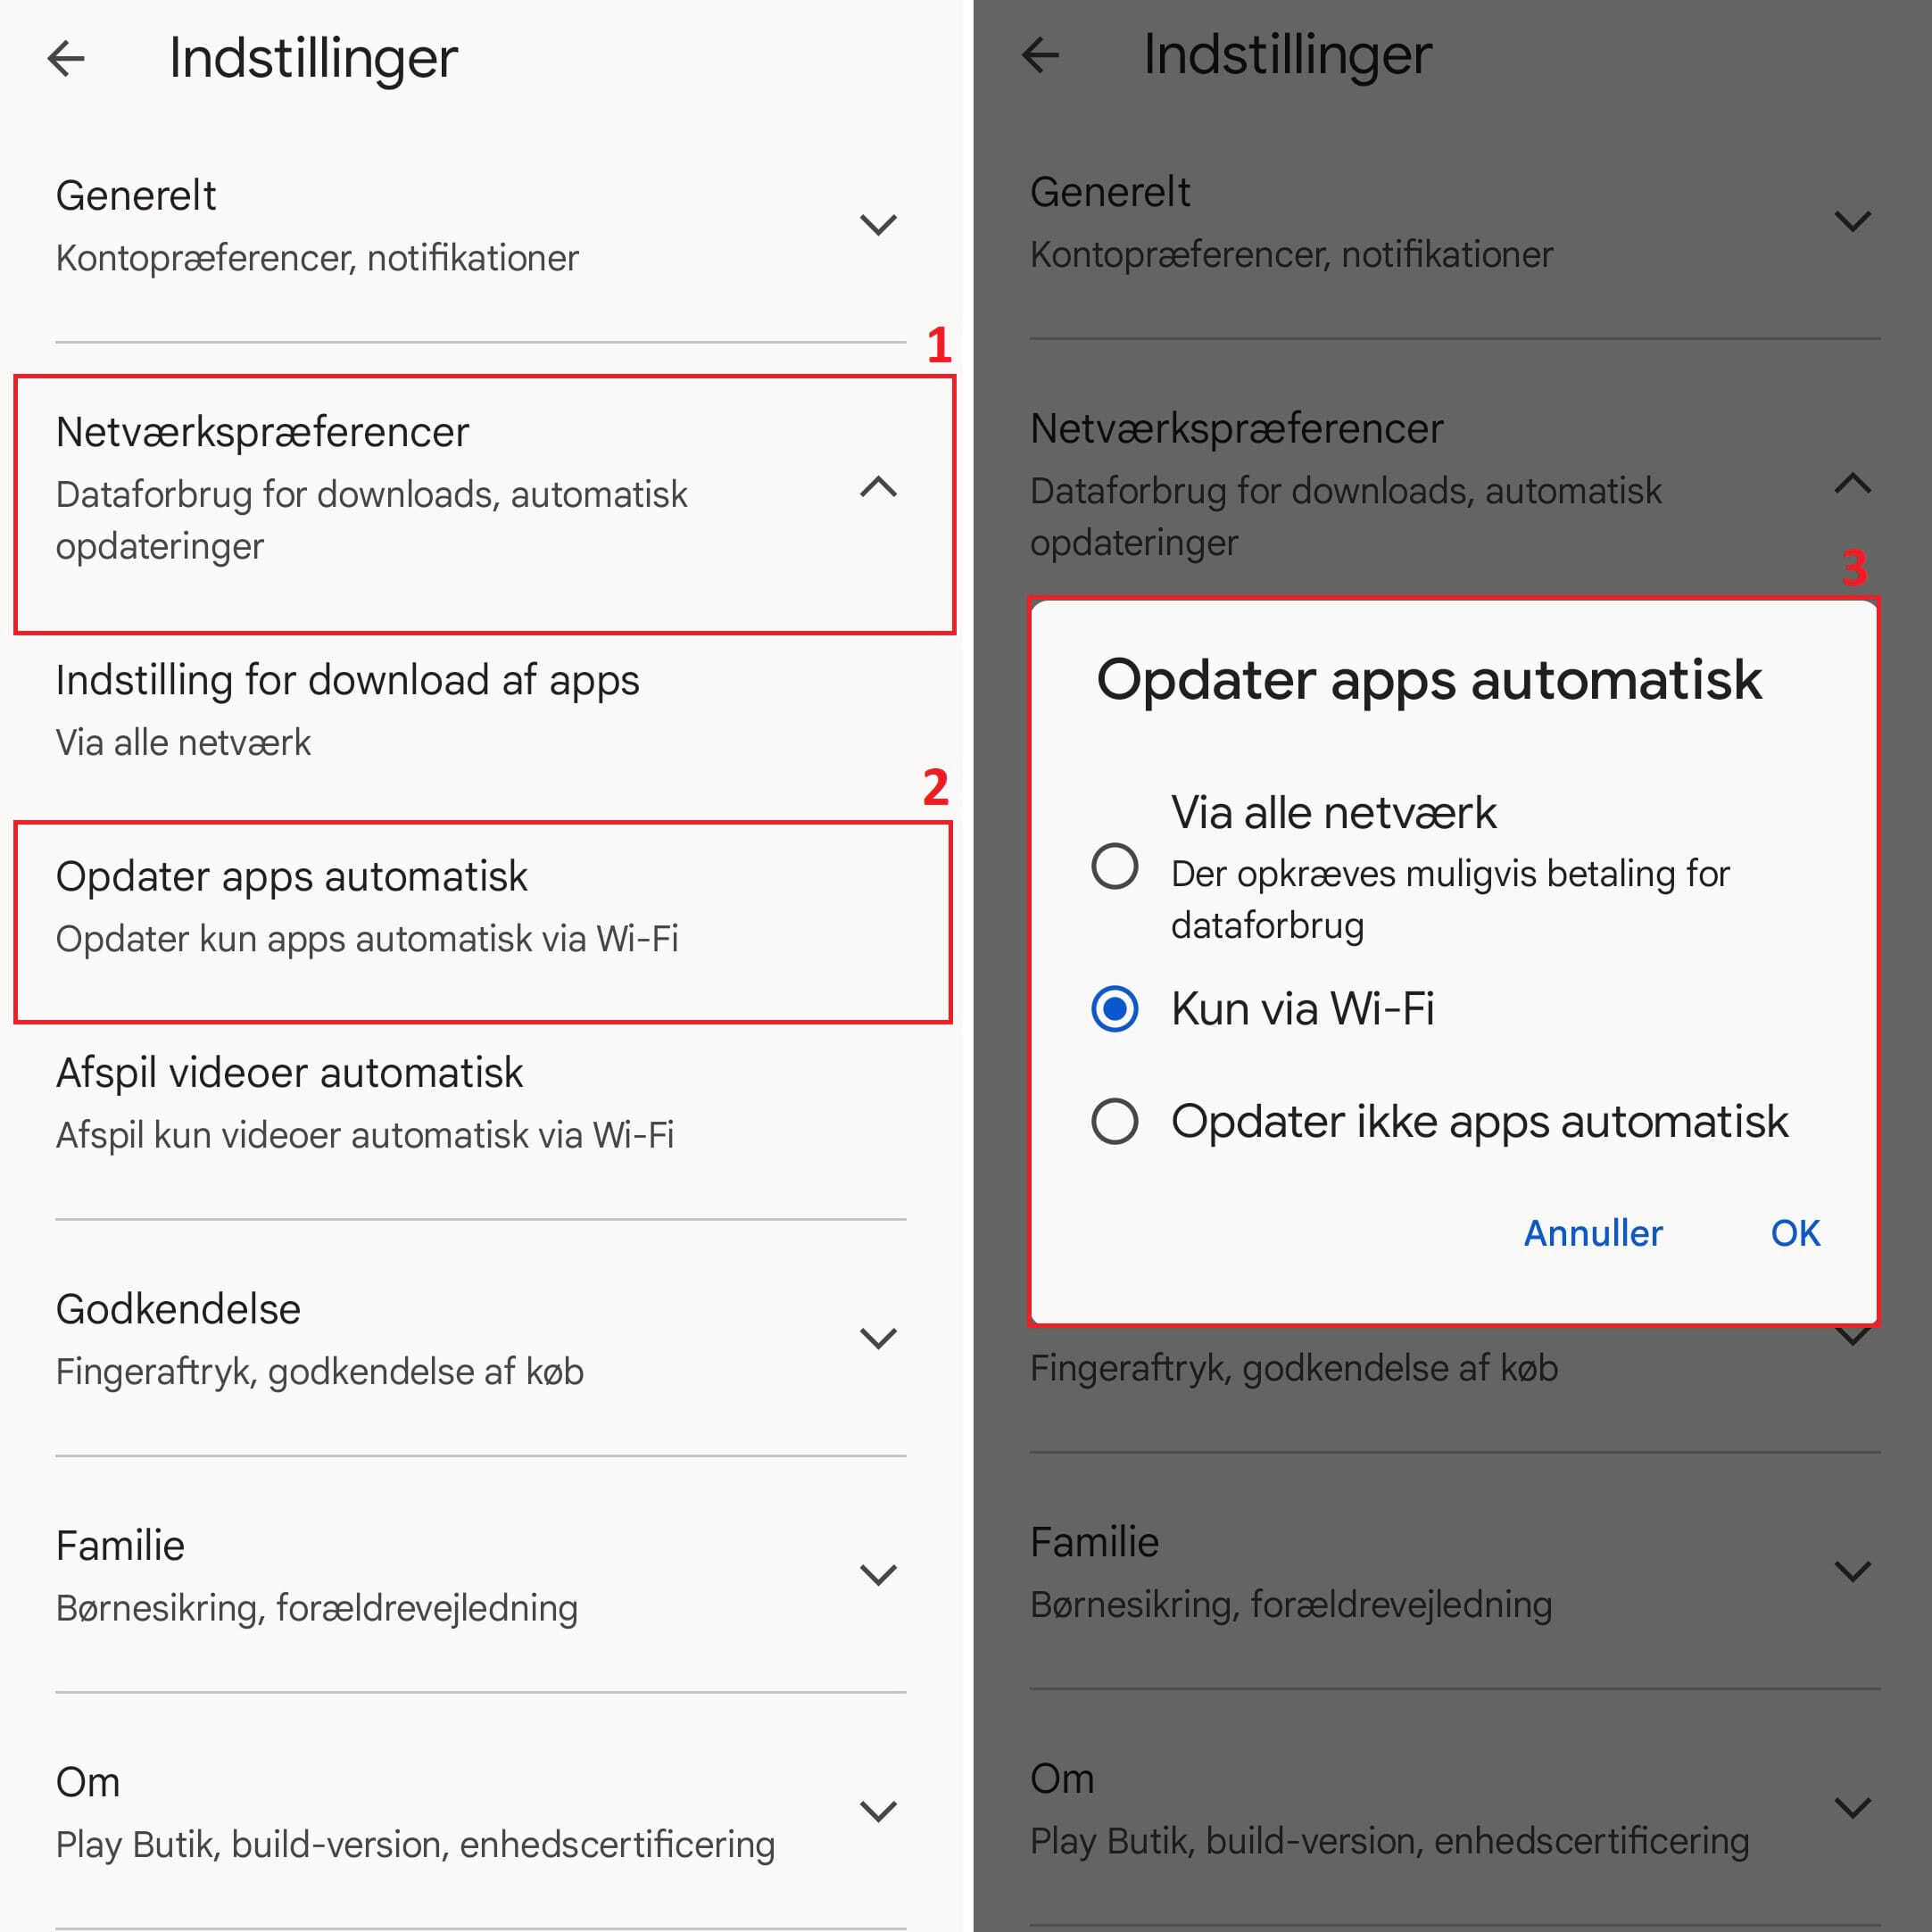 Indstillinger
Generelt
Kontopræferencer, notifikationer
1
Netværkspræferencer
Dataforbrug for downloads, automatisk
opdateringer
Indstilling for download af apps
Via alle netværk
2
Opdater apps automatisk
Opdater kun apps automatisk via Wi-Fi
Afspil videoer automatisk
Afspil kun videoer automatisk via Wi-Fi
Godkendelse
Fingeraftryk, godkendelse af køb
Familie
Børnesikring, forældrevejledning
Om
Play Butik, build-version, enhedscertificering
Indstillinger
Generelt
Kontopræferencer, notifikationer
Netværkspræferencer
Dataforbrug for downloads, automatisk
opdateringer
3
Opdater apps automatisk
Via alle netværk
Der opkræves muligvis betaling for
dataforbrug
Kun via Wi-Fi
Opdater ikke apps automatisk
Annuller OK
Fingeraftryk, godkendelse af køb
Familie
Børnesikring, forældrevejledning
Om
Play Butik, build-version, enhedscertificering